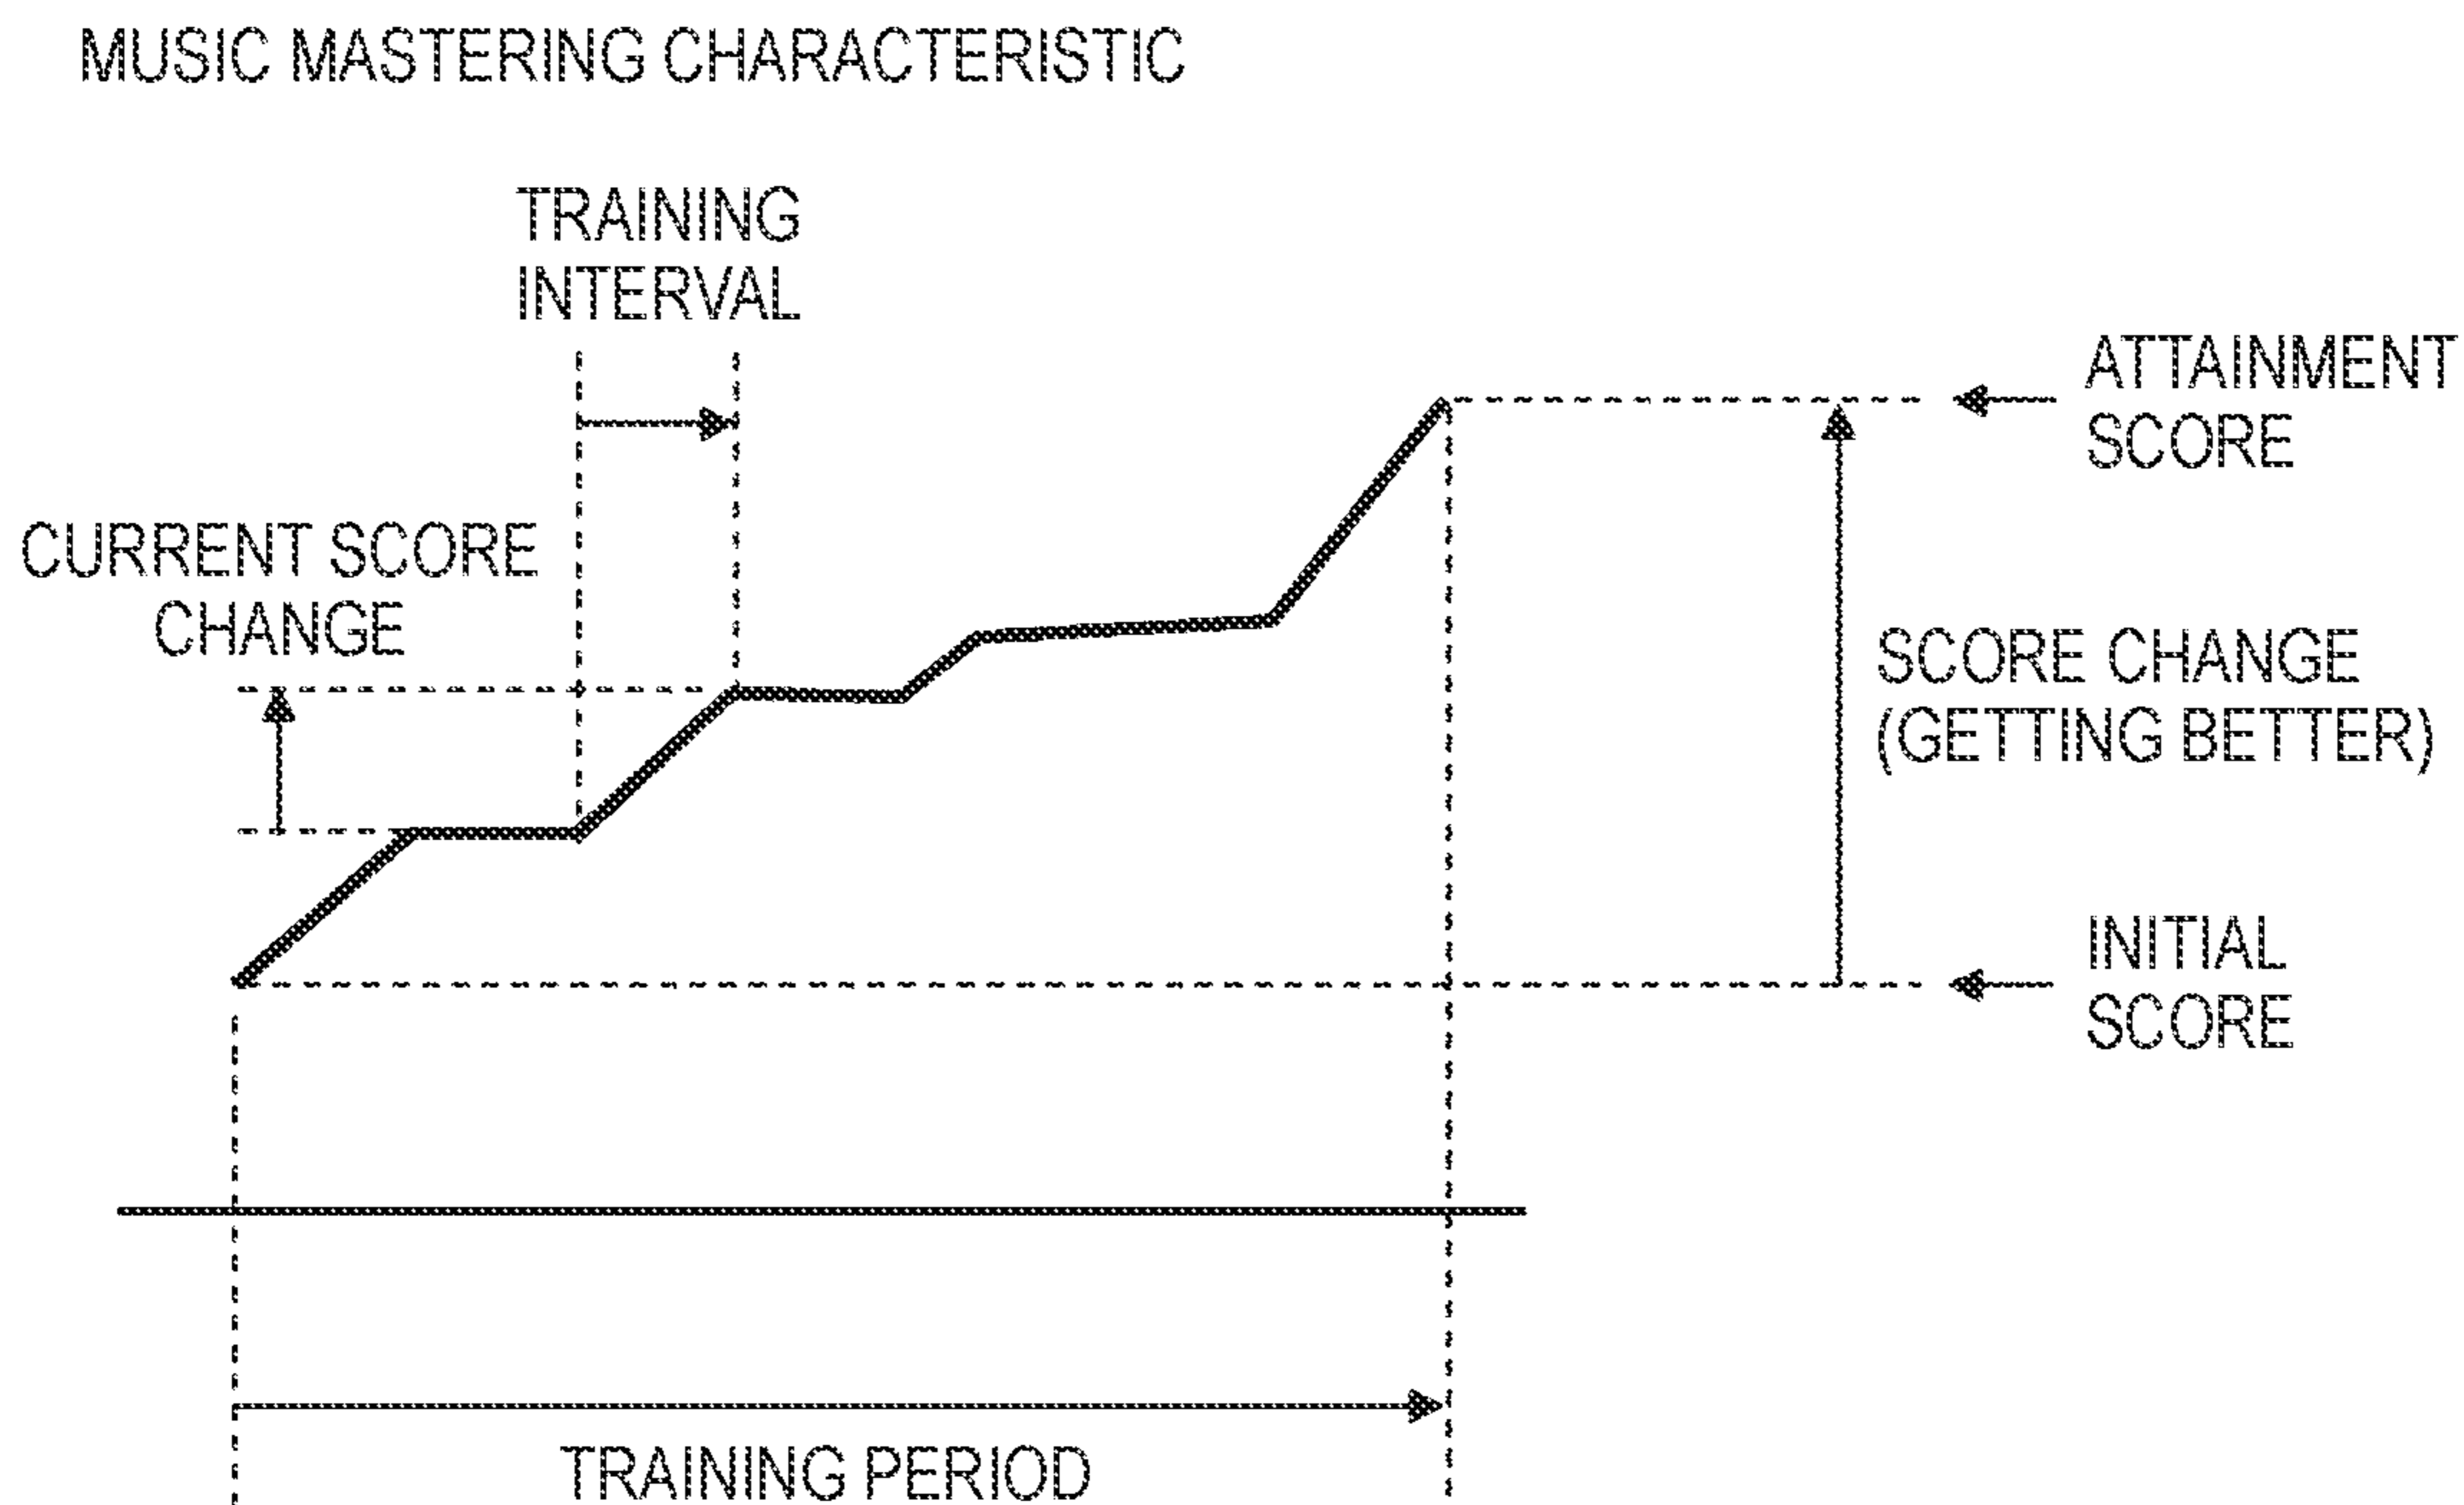 MUSIC MASTERING CHARACTERISTIC
TRAINING
INTERVAL
ATTAINMENT
SCORE
CURRENT SCORE
CHANGE
SCORE CHANGE
(GETTING BETTER)
INITIAL
SCORE
TRAINING PERIOD